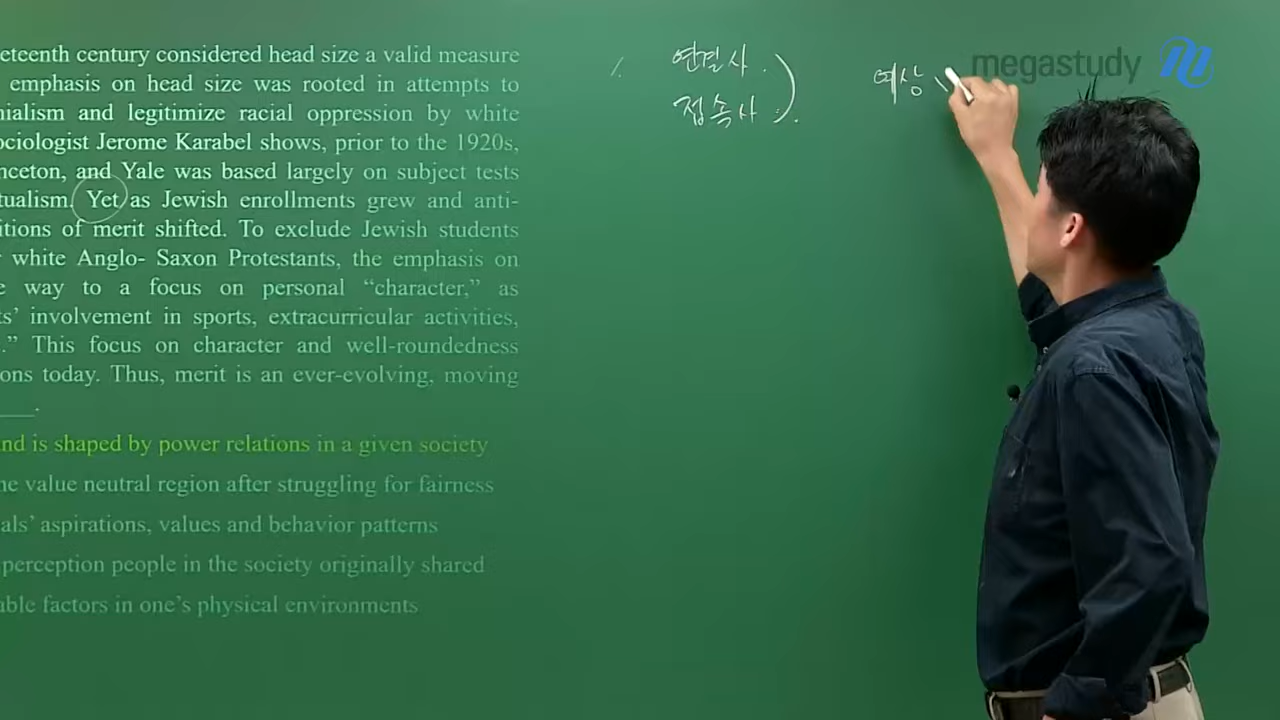 eteenth century considered head size a valid measure
emphasis on head size was rooted in attempts to
nialism and legitimize racial oppression by white
ociologist Jerome Karabel shows, prior to the 1920s,
nceton, and Yale was based largely on subject tests
tualism. Yet as Jewish enrollments grew and anti-
itions of merit shifted. To exclude Jewish students
white Anglo- Saxon Protestants, the emphasis on
e way to a focus on personal “character,” as
ts’ involvement in sports, extracurricular activities,
.” This focus on character and well-roundedness
ons today. Thus, merit is an ever-evolving, moving
___.
nd is shaped by power relations in a given society
he value neutral region after struggling for fairness
als’ aspirations, values and behavior patterns
perception people in the society originally shared
able factors in one’s physical environments
연결사
접속사
예상
megastudy